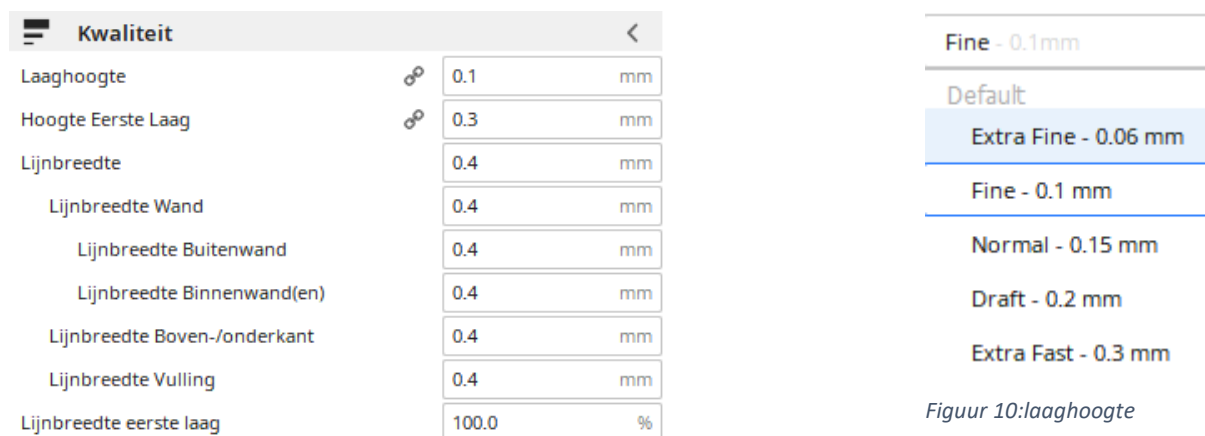 Kwaliteit
Laaghoogte 0.1 mm
Hoogte Eerste Laag 0.3 mm
Lijnbreedte 0.4 mm
Lijnbreedte Wand 0.4 mm
Lijnbreedte Buitenwand 0.4 mm
Lijnbreedte Binnenwand(en) 0.4 mm
Lijnbreedte Boven-/onderkant 0.4 mm
Lijnbreedte Vulling 0.4 mm
Lijnbreedte eerste laag 100.0 %
Fine - 0.1mm
Default
Extra Fine - 0.06 mm
Fine - 0.1 mm
Normal - 0.15 mm
Draft - 0.2 mm
Extra Fast - 0.3 mm
Figuur 10:laaghoogte